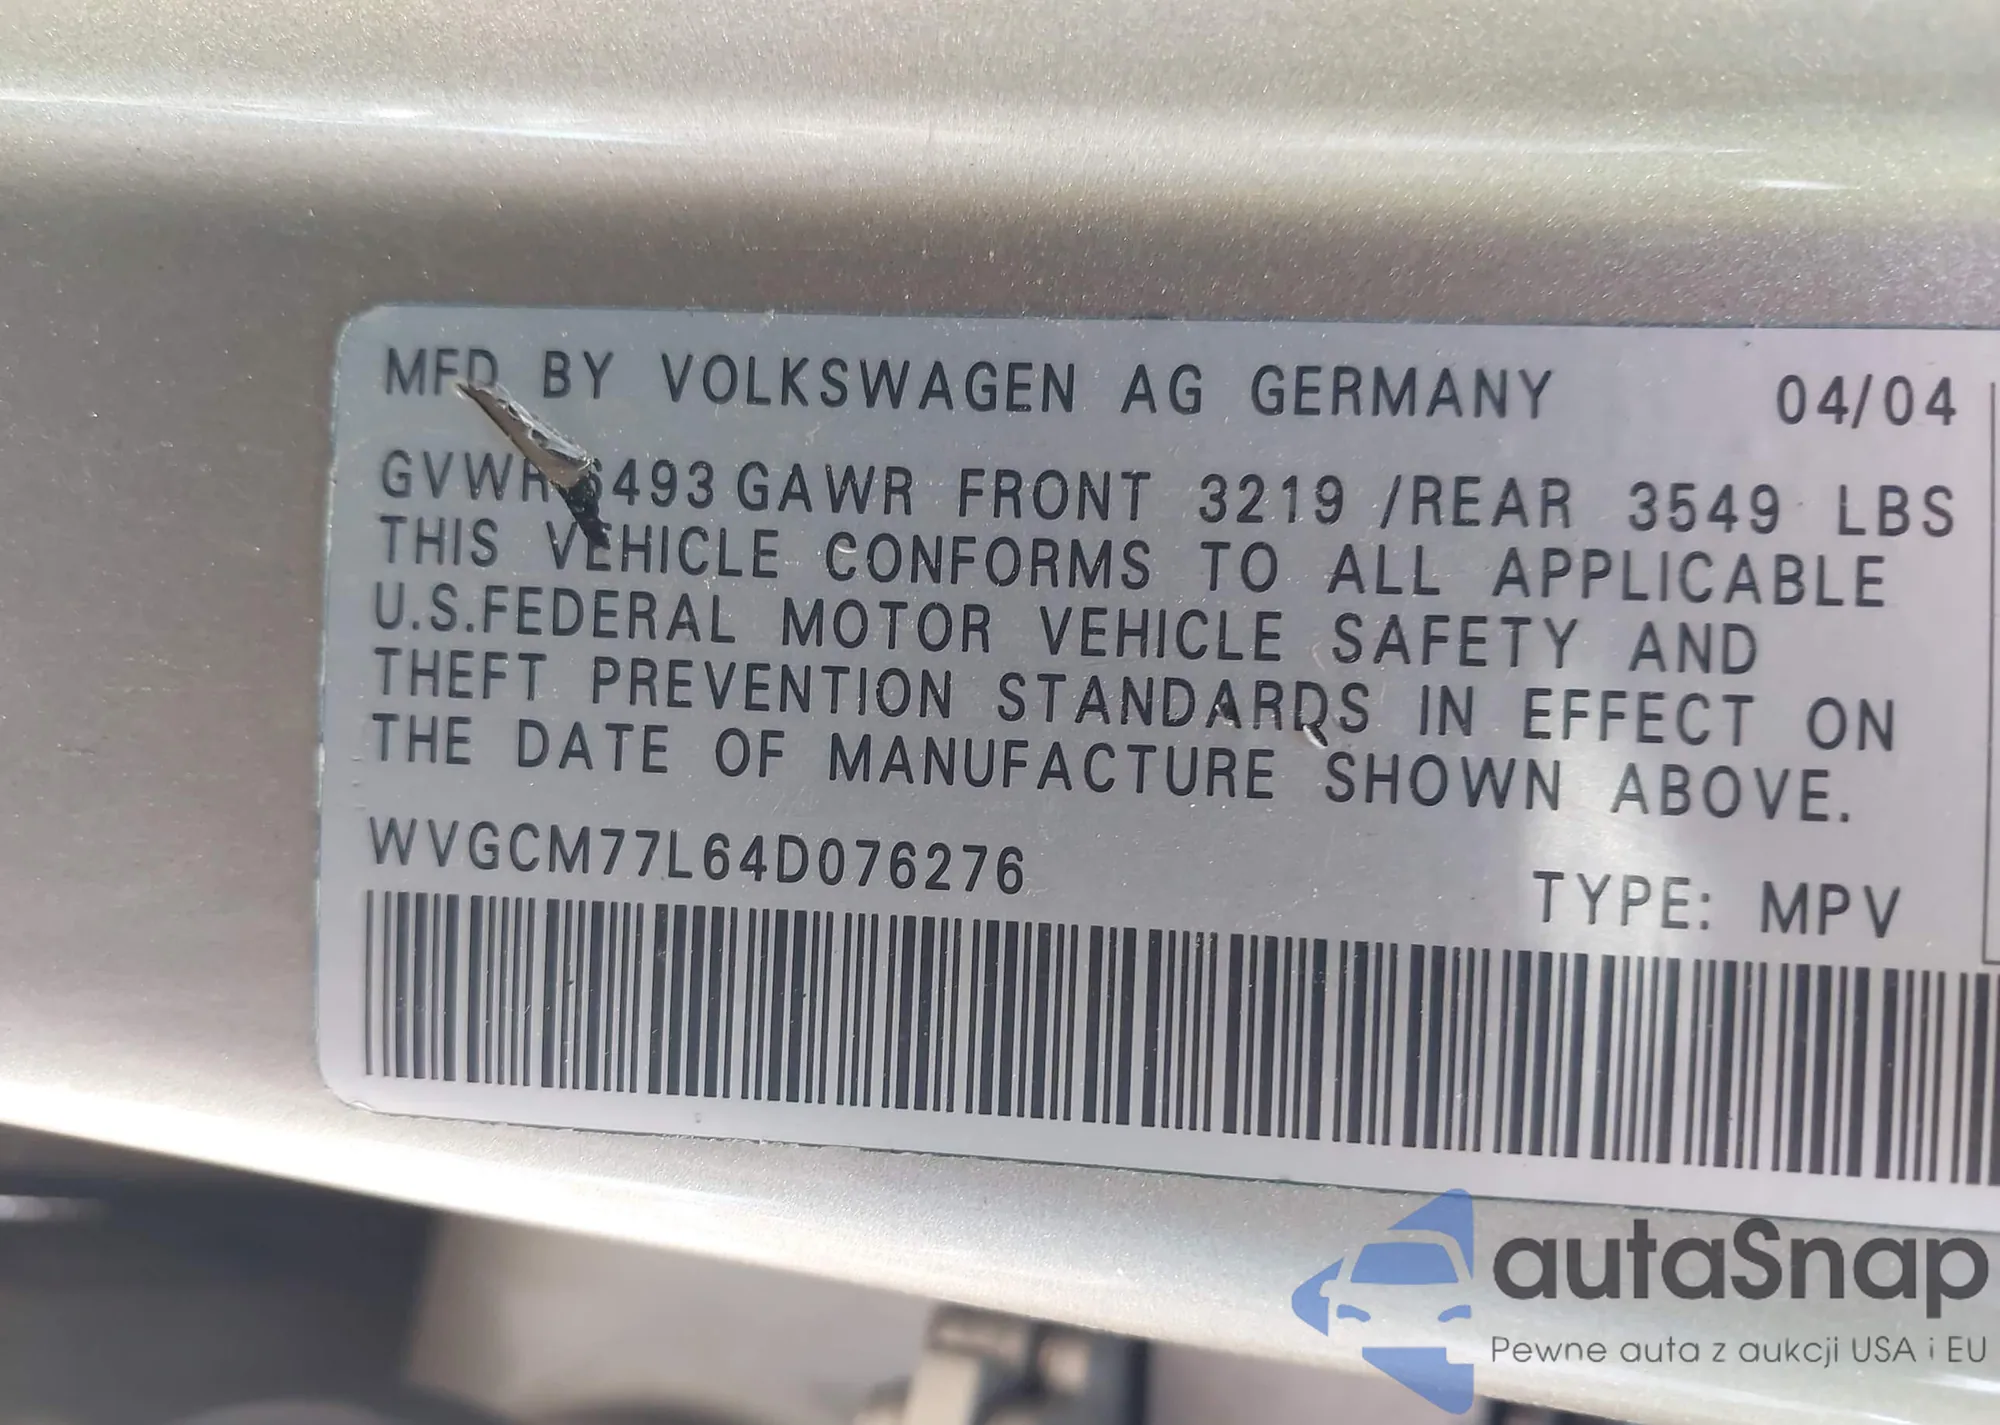 MFD BY VOLKSWAGEN AG GERMANY 04/04
GVWR 6493 GAWR FRONT 3219 /REAR 3549 LBS
THIS VEHICLE CONFORMS TO ALL APPLICABLE
U.S.FEDERAL MOTOR VEHICLE SAFETY AND
THEFT PREVENTION STANDARDS IN EFFECT ON
THE DATE OF MANUFACTURE SHOWN ABOVE.
WVGCM77L64D076276
TYPE: MPV
autaSnap
Pewne auta z aukcji USA i EU